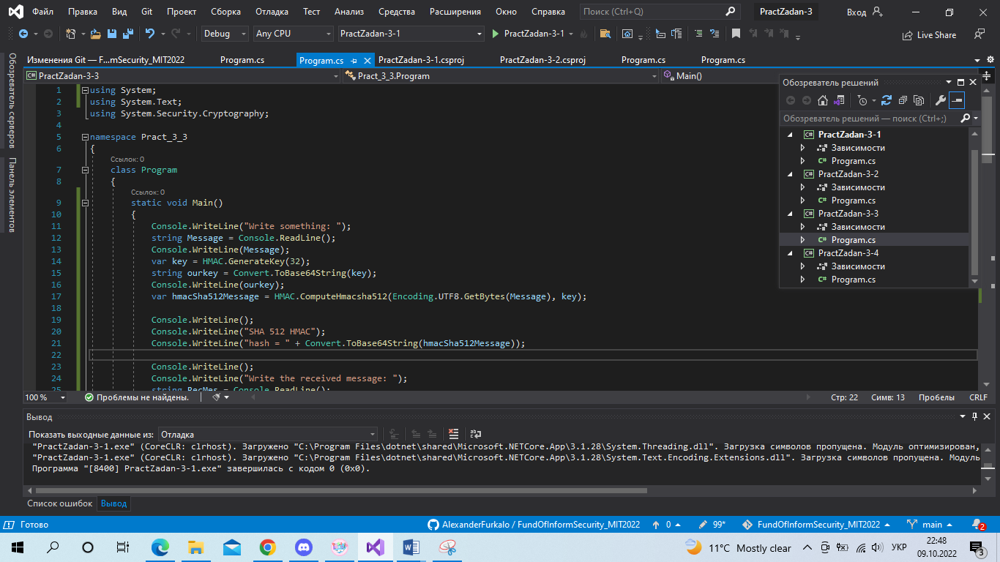 Файл Правка Вид Git Проект Сборка Отладка Тест Анализ Средства Расширения Окно Справка Поиск (Ctrl+Q) PractZadan-3 Вход
Debug Any CPU PractZadan-3-1 PractZadan-3-1 Live Share
Изменения Git — F...mSecurity_MIT2022 Program.cs Program.cs PractZadan-3-1.csproj PractZadan-3-2.csproj Program.cs Program.cs
PractZadan-3-3 Pract_3_3.Program Main()
Обозреватель серверов
Панель элементов
1 using System;
2 using System.Text;
3 using System.Security.Cryptography;
4
5 namespace Pract_3_3
6 {
Ссылок: 0
7 class Program
8 {
Ссылок: 0
9 static void Main()
10 {
11 Console.WriteLine("Write something: ");
12 string Message = Console.ReadLine();
13 Console.WriteLine(Message);
14 var key = HMAC.GenerateKey(32);
15 string ourkey = Convert.ToBase64String(key);
16 Console.WriteLine(ourkey);
17 var hmacSha512Message = HMAC.ComputeHmacsha512(Encoding.UTF8.GetBytes(Message), key);
18
19 Console.WriteLine();
20 Console.WriteLine("SHA 512 HMAC");
21 Console.WriteLine("hash = " + Convert.ToBase64String(hmacSha512Message));
22
23 Console.WriteLine();
24 Console.WriteLine("Write the received message: ");
25 string RecMes = Console.ReadLine();
Обозреватель решений
Обозреватель решений — поиск (Ctrl+;)
C# PractZadan-3-1
Зависимости
C# Program.cs
C# PractZadan-3-2
Зависимости
C# Program.cs
C# PractZadan-3-3
Зависимости
C# Program.cs
C# PractZadan-3-4
Зависимости
C# Program.cs
100 % Проблемы не найдены. Стр: 22 Симв: 13 Пробелы CRLF
Вывод
Показать выходные данные из: Отладка
"PractZadan-3-1.exe" (CoreCLR: clrhost). Загружено "C:\Program Files\dotnet\shared\Microsoft.NETCore.App\3.1.28\System.Threading.dll". Загрузка символов пропущена. Модуль оптимизирован,
"PractZadan-3-1.exe" (CoreCLR: clrhost). Загружено "C:\Program Files\dotnet\shared\Microsoft.NETCore.App\3.1.28\System.Text.Encoding.Extensions.dll". Загрузка символов пропущена. Модуль
Программа "[8400] PractZadan-3-1.exe" завершилась с кодом 0 (0x0).
Список ошибок Вывод
Готово AlexanderFurkalo / FundOfInformSecurity_MIT2022 0 99* FundOfInformSecurity_MIT2022 main 2
11°C Mostly clear УКР 22:48
09.10.2022 3